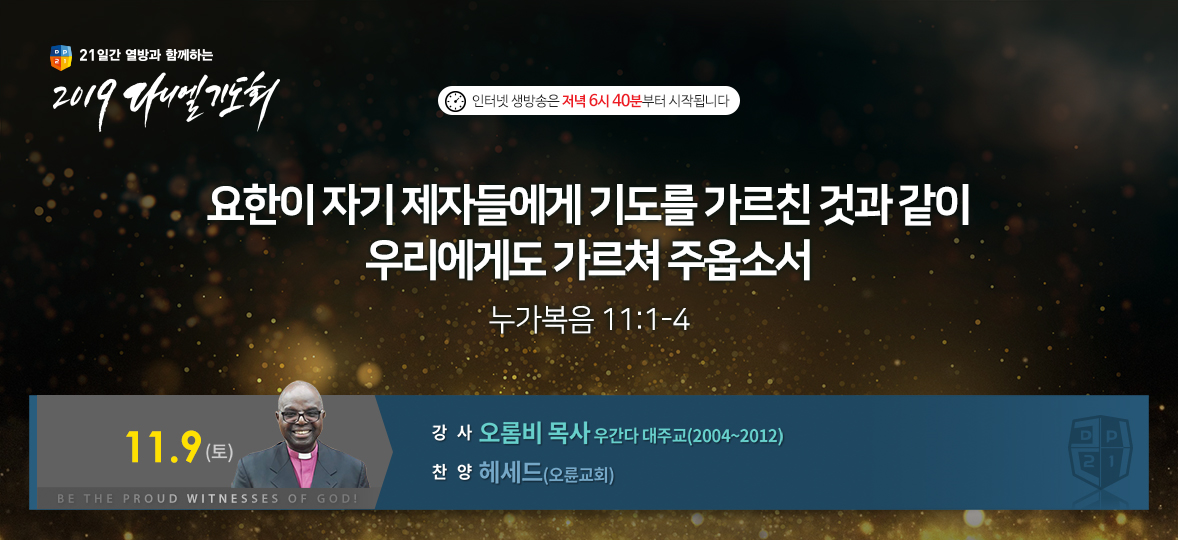 21일간 열방과 함께하는
2019 다니엘기도회
인터넷 생방송은 저녁 6시 40분부터 시작됩니다
요한이 자기 제자들에게 기도를 가르친 것과 같이
우리에게도 가르쳐 주옵소서
누가복음 11:1-4
11.9 (토)
BE THE PROUD WITNESSES OF GOD!
강 사 오롬비 목사 우간다 대주교(2004~2012)
찬 양 헤세드(오륜교회)
D P
2 1